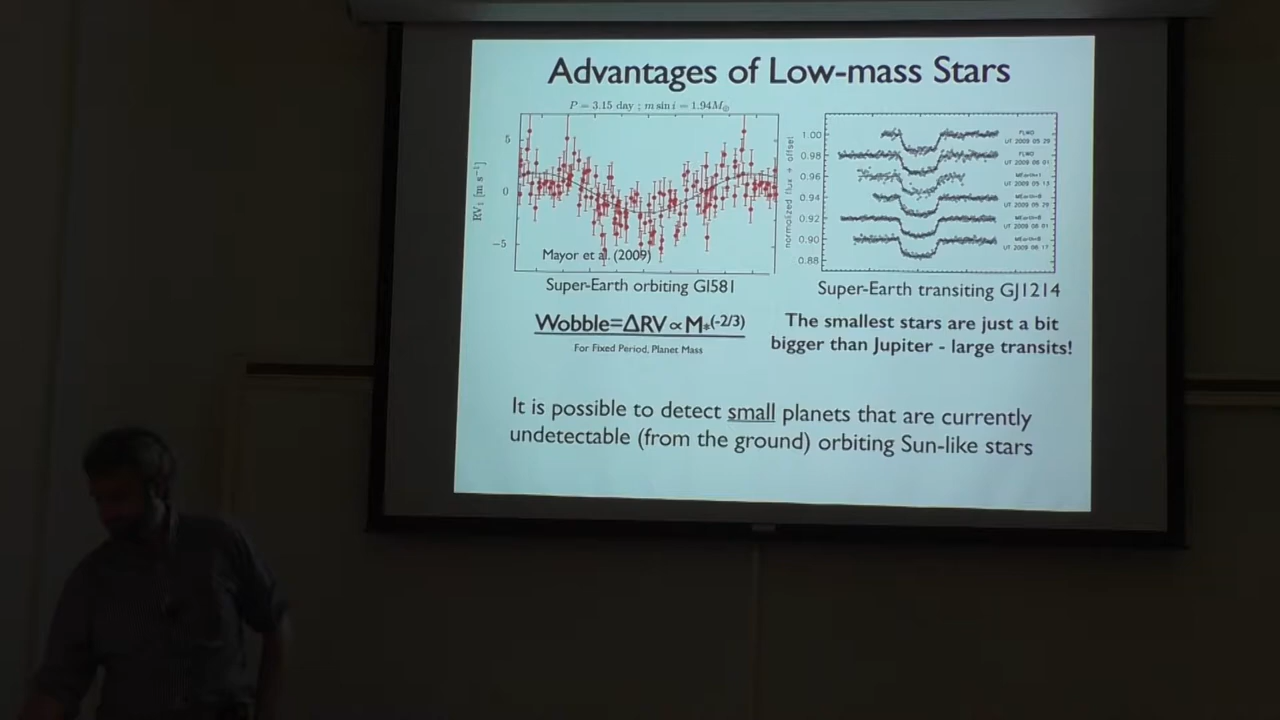 Advantages of Low-mass Stars
P = 3.15 day ; m sin i = 1.94M⊕
5
0
−5
RV₁ [m s⁻¹]
Mayor et al. (2009)
Super-Earth orbiting Gl581
normalized flux + offset
1.00
0.98
0.96
0.94
0.92
0.90
0.88
Super-Earth transiting GJ1214
Wobble=ΔRV∝M*(-2/3)
For Fixed Period, Planet Mass
The smallest stars are just a bit
bigger than Jupiter - large transits!
It is possible to detect small planets that are currently
undetectable (from the ground) orbiting Sun-like stars